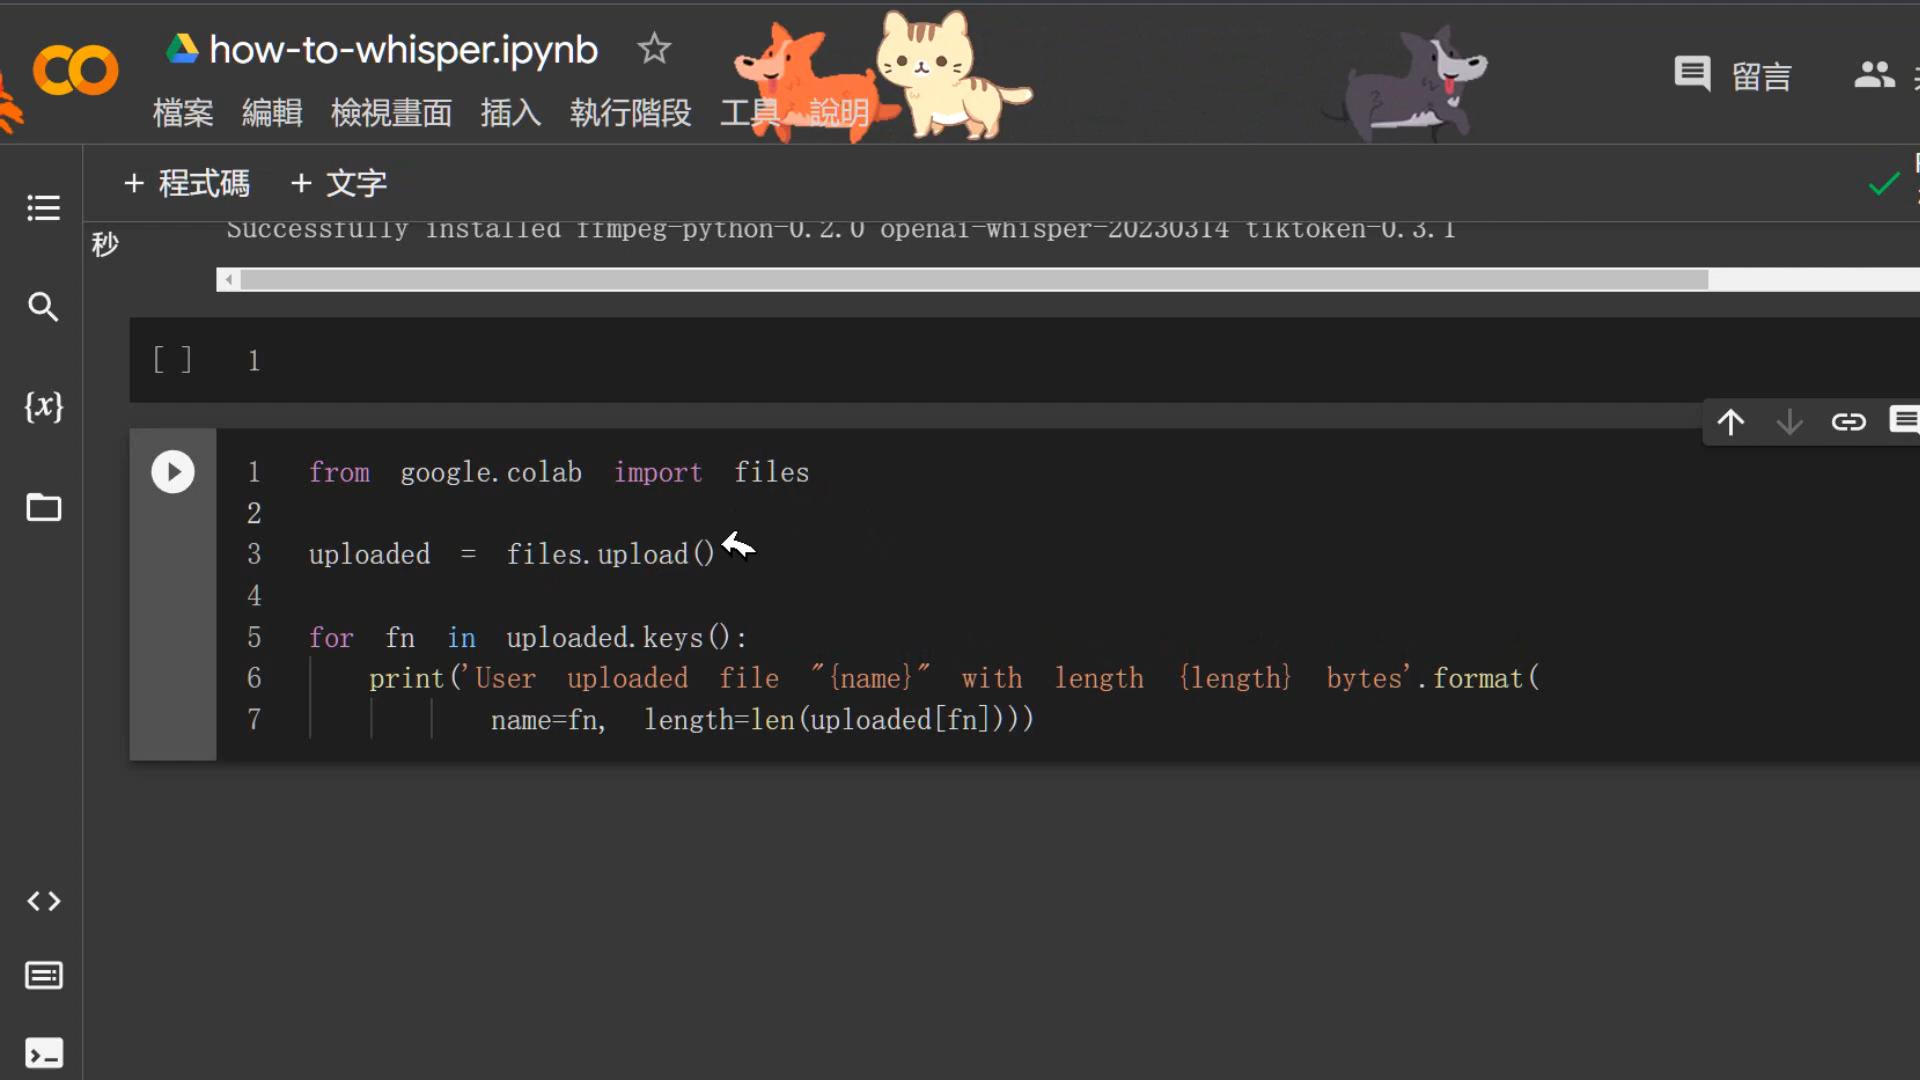 how-to-whisper.ipynb
留言
檔案 編輯 檢視畫面 插入 執行階段 工具 說明
+ 程式碼 + 文字
秒
Successfully installed ffmpeg-python-0.2.0 openai-whisper-20230314 tiktoken-0.3.1
[ ] 1
{x}
1 from google.colab import files
2
3 uploaded = files.upload()
4
5 for fn in uploaded.keys():
6 print('User uploaded file "{name}" with length {length} bytes'.format(
7 name=fn, length=len(uploaded[fn])))